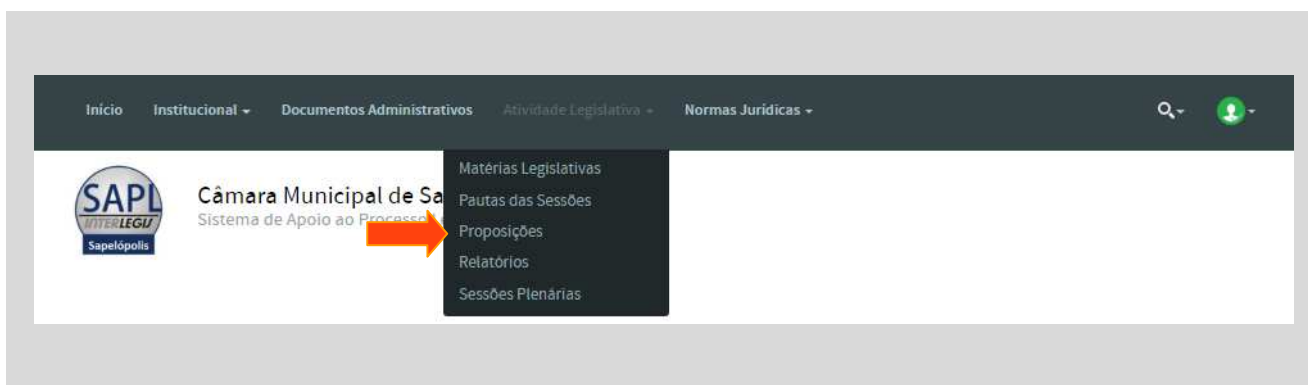 Início Institucional Documentos Administrativos Atividade Legislativa Normas Jurídicas
Matérias Legislativas
Pautas das Sessões
Proposições
Relatórios
Sessões Plenárias
SAPL
INTERLEGIS
Sapelópolis
Câmara Municipal de Sa
Sistema de Apoio ao Processo